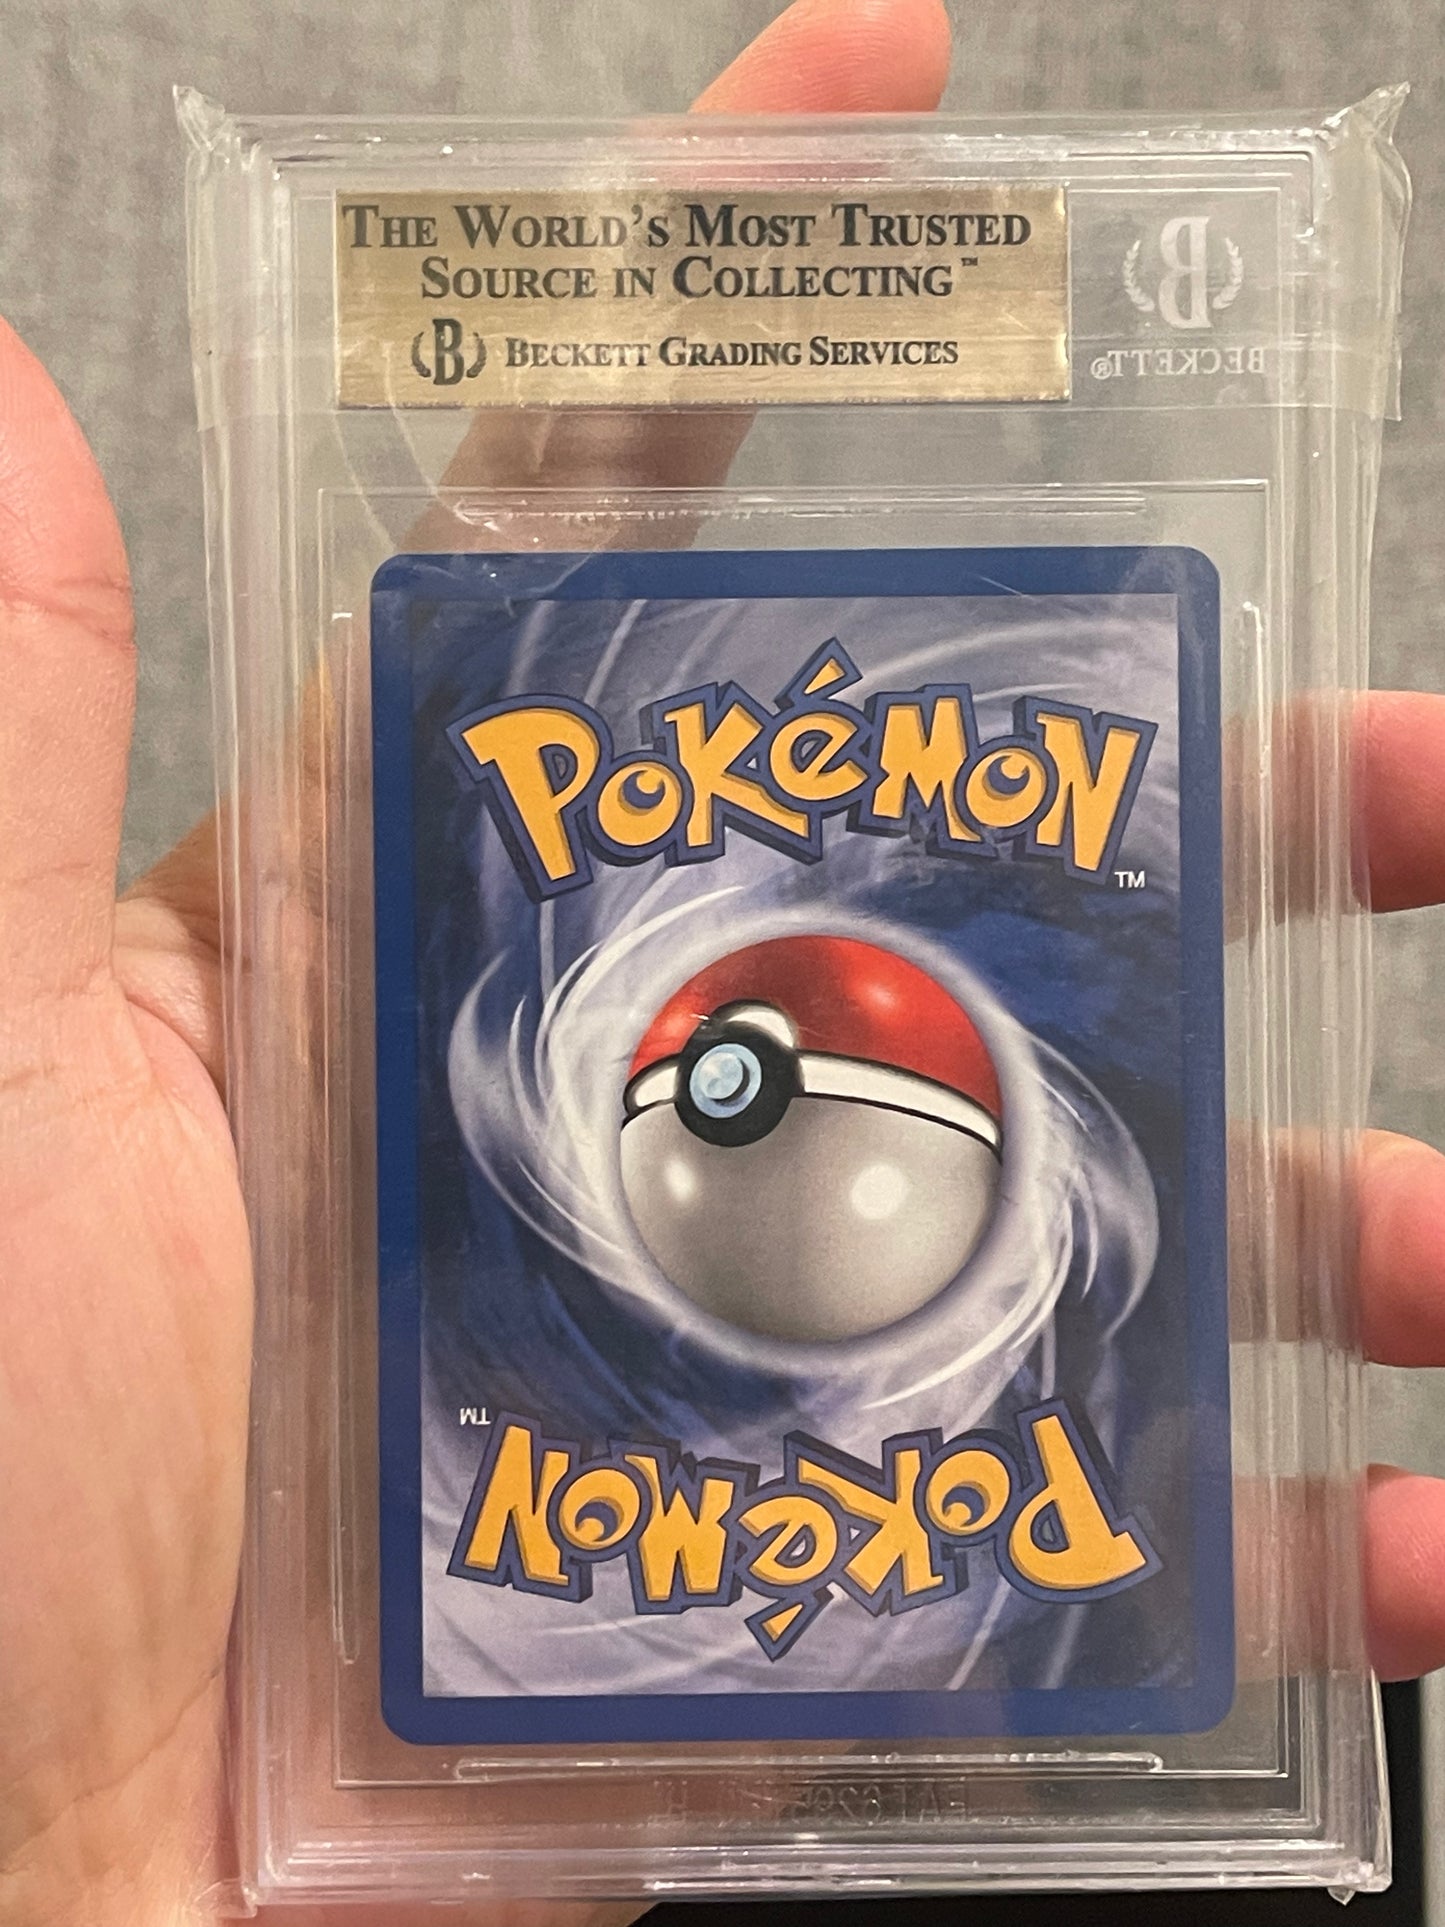 THE WORLD'S MOST TRUSTED
SOURCE IN COLLECTING™
B BECKETT GRADING SERVICES
B
BECKETT®
POKéMON
TM
TM
POKéMON